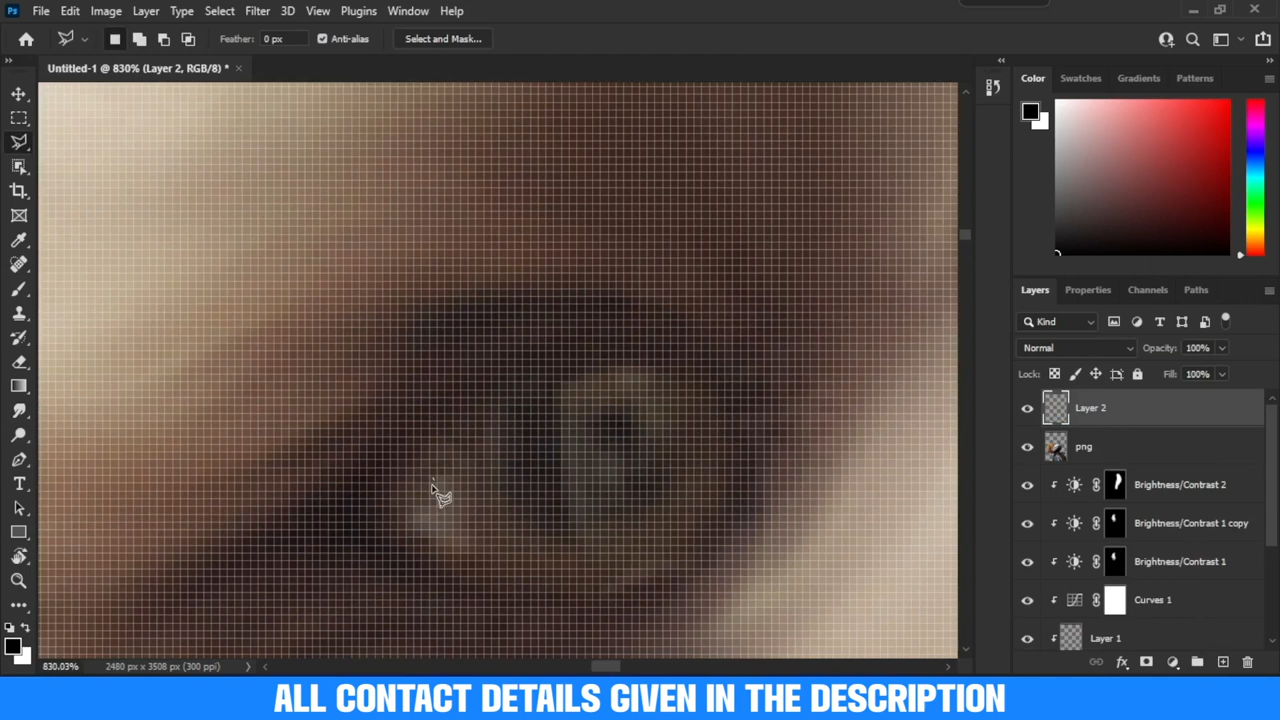 Ps File Edit Image Layer Type Select Filter 3D View Plugins Window Help
Feather: 0 px Anti-alias Select and Mask...
Untitled-1 @ 830% (Layer 2, RGB/8) * ×
Color Swatches Gradients Patterns
Layers Properties Channels Paths
Kind
Normal Opacity: 100%
Lock: Fill: 100%
Layer 2
png
Brightness/Contrast 2
Brightness/Contrast 1 copy
Brightness/Contrast 1
Curves 1
Layer 1
830.03% 2480 px x 3508 px (300 ppi)
ALL CONTACT DETAILS GIVEN IN THE DESCRIPTION